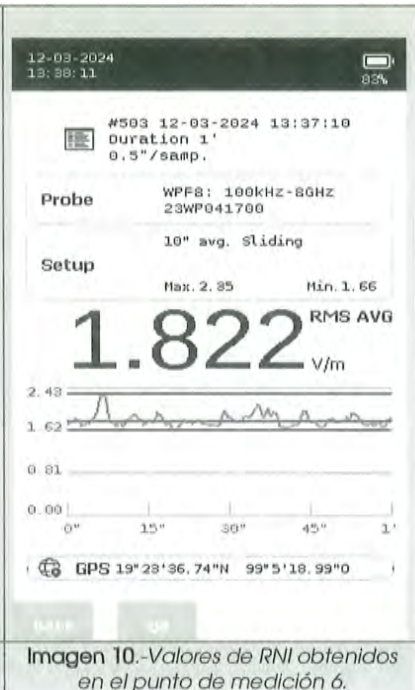 12-03-2024
13:38:11
83%
#503 12-03-2024 13:37:10
Duration 1'
0.5"/samp.
Probe
WPF8: 100kHz-8GHz
23WP041700
Setup
10" avg. Sliding
Max. 2.35 Min. 1.66
1.822 RMS AVG
V/m
2.43
1.62
0.81
0.00
0" 15" 30" 45" 1'
GPS 19°23'36.74"N 99°5'18.99"O
Imagen 10.-Valores de RNI obtenidos
en el punto de medición 6.